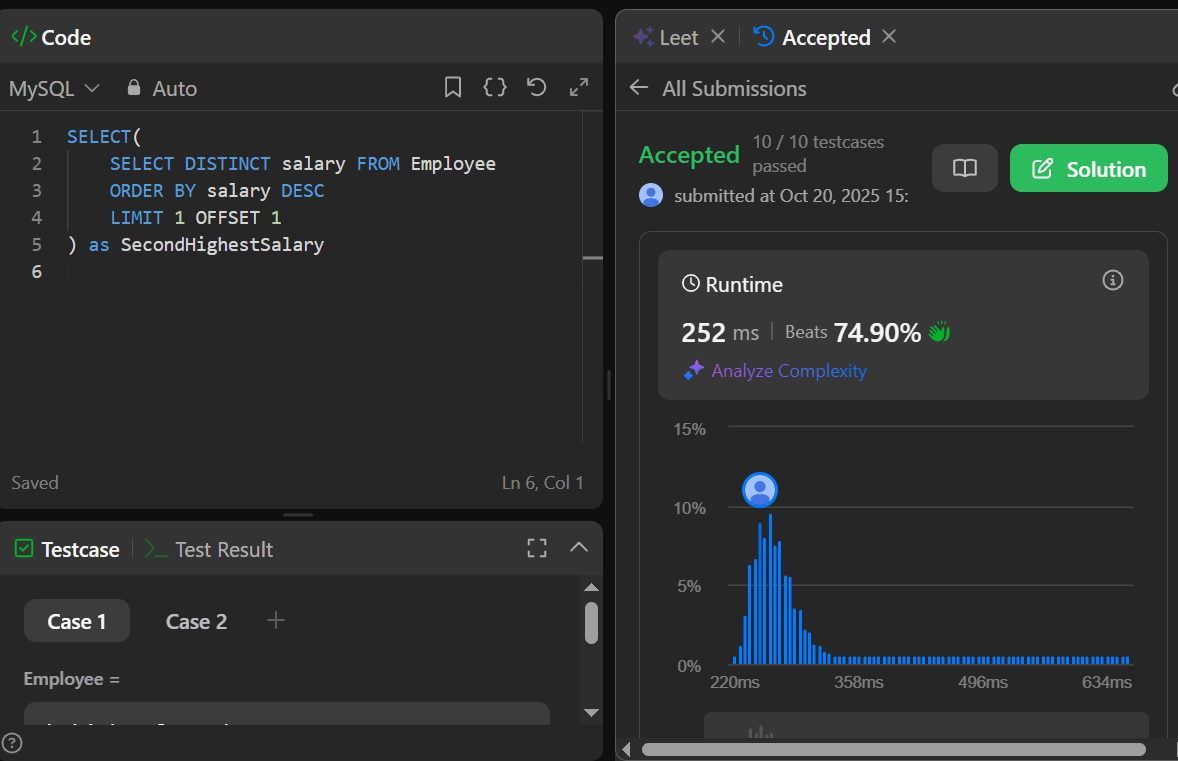 </> Code
MySQL
Auto
1 SELECT(
2 SELECT DISTINCT salary FROM Employee
3 ORDER BY salary DESC
4 LIMIT 1 OFFSET 1
5 ) as SecondHighestSalary
6
Saved
Ln 6, Col 1
Testcase
Test Result
Case 1
Case 2
Employee =
Leet
Accepted
All Submissions
Accepted
10 / 10 testcases
passed
submitted at Oct 20, 2025 15:
Solution
Runtime
252 ms
Beats 74.90%
Analyze Complexity
15%
10%
5%
0%
220ms
358ms
496ms
634ms